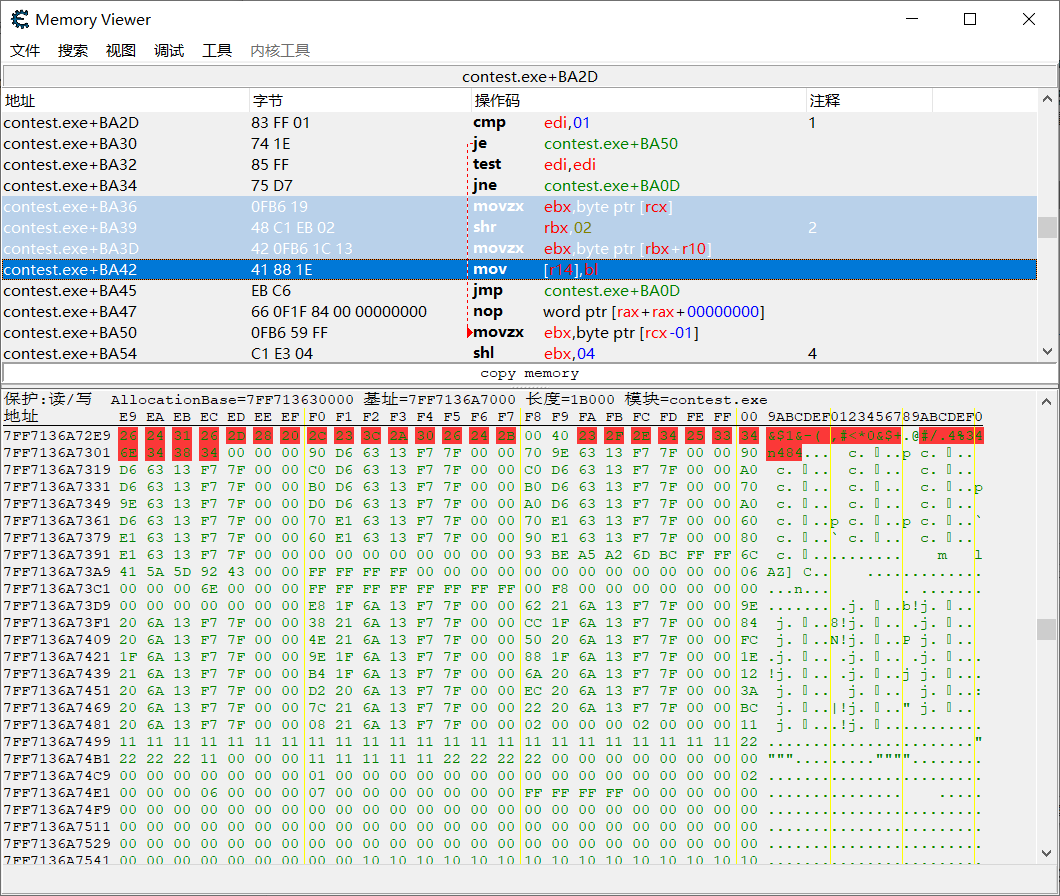 Memory Viewer
文件 搜索 视图 调试 工具 内核工具
contest.exe+BA2D
地址 字节 操作码 注释
contest.exe+BA2D 83 FF 01 cmp edi,01 1
contest.exe+BA30 74 1E je contest.exe+BA50
contest.exe+BA32 85 FF test edi,edi
contest.exe+BA34 75 D7 jne contest.exe+BA0D
contest.exe+BA36 0FB6 19 movzx ebx,byte ptr [rcx]
contest.exe+BA39 48 C1 EB 02 shr rbx,02 2
contest.exe+BA3D 42 0FB6 1C 13 movzx ebx,byte ptr [rbx+r10]
contest.exe+BA42 41 88 1E mov [r14],bl
contest.exe+BA45 EB C6 jmp contest.exe+BA0D
contest.exe+BA47 66 0F1F 84 00 00000000 nop word ptr [rax+rax+00000000]
contest.exe+BA50 0FB6 59 FF movzx ebx,byte ptr [rcx-01]
contest.exe+BA54 C1 E3 04 shl ebx,04 4
copy memory
保护:读/写 AllocationBase=7FF713630000 基址=7FF7136A7000 长度=1B000 模块=contest.exe
地址 E9 EA EB EC ED EE EF F0 F1 F2 F3 F4 F5 F6 F7 F8 F9 FA FB FC FD FE FF 00 9ABCDEF0123456789ABCDEF0
7FF7136A72E9 26 24 31 26 2D 28 20 2C 23 3C 2A 30 26 24 2B 00 40 23 2F 2E 34 25 33 34 &$1&-( ,#<*0&$+.@#/.4%34
7FF7136A7301 6E 34 38 34 00 00 00 90 D6 63 13 F7 7F 00 00 70 9E 63 13 F7 7F 00 00 90 n484... c. ..p c. ..
7FF7136A7319 D6 63 13 F7 7F 00 00 C0 D6 63 13 F7 7F 00 00 C0 D6 63 13 F7 7F 00 00 A0 c. .. c. .. c. ..
7FF7136A7331 D6 63 13 F7 7F 00 00 B0 D6 63 13 F7 7F 00 00 B0 D6 63 13 F7 7F 00 00 70 c. .. c. .. c. ..p
7FF7136A7349 9E 63 13 F7 7F 00 00 D0 D6 63 13 F7 7F 00 00 A0 D6 63 13 F7 7F 00 00 A0 c. .. c. .. c. ..
7FF7136A7361 D6 63 13 F7 7F 00 00 70 E1 63 13 F7 7F 00 00 70 E1 63 13 F7 7F 00 00 60 c. ..p c. ..p c. ..`
7FF7136A7379 E1 63 13 F7 7F 00 00 60 E1 63 13 F7 7F 00 00 90 E1 63 13 F7 7F 00 00 80 c. ..` c. .. c. ..
7FF7136A7391 E1 63 13 F7 7F 00 00 00 00 00 00 00 00 00 00 93 BE A5 A2 6D BC FF FF 6C c. .......... m l
7FF7136A73A9 41 5A 5D 92 43 00 00 FF FF FF FF 00 00 00 00 00 00 00 00 00 00 00 00 06 AZ] C.. .............
7FF7136A73C1 00 00 00 6E 00 00 00 FF FF FF FF FF FF FF FF 00 F8 00 00 00 00 00 00 00 ...n... . .......
7FF7136A73D9 00 00 00 00 00 00 00 E8 1F 6A 13 F7 7F 00 00 62 21 6A 13 F7 7F 00 00 9E ........ .j. ..b!j. ..
7FF7136A73F1 20 6A 13 F7 7F 00 00 38 21 6A 13 F7 7F 00 00 CC 1F 6A 13 F7 7F 00 00 84 j. ..8!j. .. .j. ..
7FF7136A7409 20 6A 13 F7 7F 00 00 4E 21 6A 13 F7 7F 00 00 50 20 6A 13 F7 7F 00 00 FC j. ..N!j. ..P j. ..
7FF7136A7421 1F 6A 13 F7 7F 00 00 9E 1F 6A 13 F7 7F 00 00 88 1F 6A 13 F7 7F 00 00 1E .j. .. .j. .. .j. ...
7FF7136A7439 21 6A 13 F7 7F 00 00 B4 1F 6A 13 F7 7F 00 00 6A 20 6A 13 F7 7F 00 00 12 !j. .. .j. ..j j. ...
7FF7136A7451 20 6A 13 F7 7F 00 00 D2 20 6A 13 F7 7F 00 00 EC 20 6A 13 F7 7F 00 00 3A j. .. j. .. j. ..:
7FF7136A7469 20 6A 13 F7 7F 00 00 7C 21 6A 13 F7 7F 00 00 22 20 6A 13 F7 7F 00 00 BC j. ..|!j. .." j. ..
7FF7136A7481 20 6A 13 F7 7F 00 00 08 21 6A 13 F7 7F 00 00 02 00 00 00 02 00 00 00 11 j. ...!j. ...........
7FF7136A7499 11 11 11 11 11 11 11 11 11 11 11 11 11 11 11 11 11 11 11 11 11 11 11 22 ......................."
7FF7136A74B1 22 22 22 11 00 00 00 11 11 11 11 11 22 22 22 22 00 00 00 00 00 00 00 00 """.........""""........
7FF7136A74C9 00 00 00 00 00 00 00 01 00 00 00 00 00 00 00 00 00 00 00 00 00 00 00 02 ........................
7FF7136A74E1 00 00 00 06 00 00 00 07 00 00 00 00 00 00 00 FF FF FF FF 00 00 00 00 00 ............... .....
7FF7136A74F9 00 00 00 00 00 00 00 00 00 00 00 00 00 00 00 00 00 00 00 00 00 00 00 00 ........................
7FF7136A7511 00 00 00 00 00 00 00 00 00 00 00 00 00 00 00 00 00 00 00 00 00 00 00 00 ........................
7FF7136A7529 00 00 00 00 00 00 00 00 00 00 00 00 00 00 00 00 00 00 00 00 00 00 00 00 ........................
7FF7136A7541 00 00 00 00 00 00 00 00 00 10 10 10 10 10 10 10 10 10 10 10 10 10 10 10 ........................